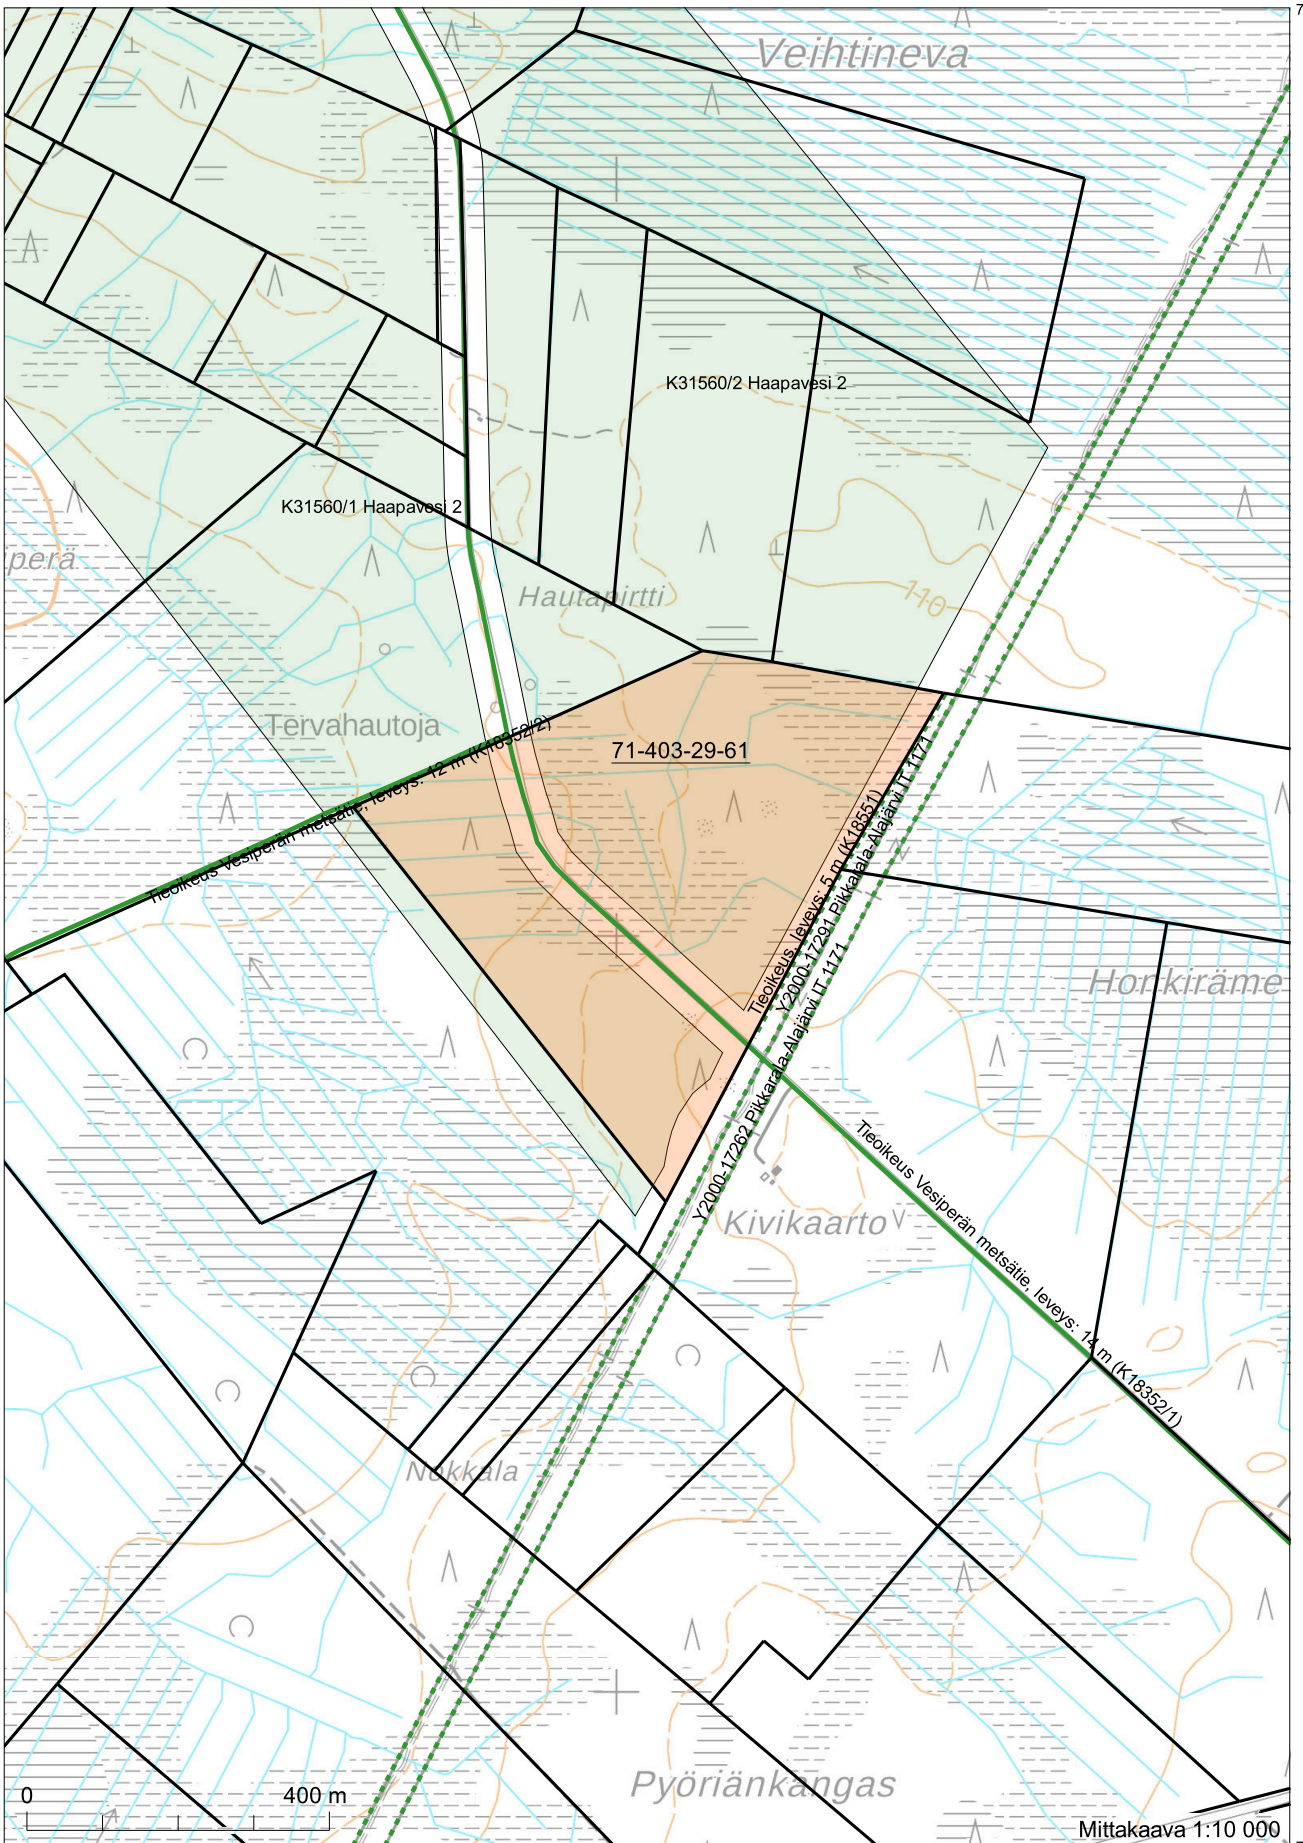 7
Veihtineva
K31560/2 Haapavesi 2
K31560/1 Haapavesi 2
perä
Hautapirtti
110
Tervahautoja
71-403-29-61
Tieoikeus Vesiperän metsätie, leveys: 12 m (K18352/2)
Tieoikeus, leveys: 5 m (K18551)
Y2000-17291 Pikkarala-Alajärvi IT 1171
Y2000-17262 Pikkarala-Alajärvi IT 1171
Honkiräme
Tieoikeus Vesiperän metsätie, leveys: 14 m (K18352/1)
Kivikaarto
Nokkala
Pyöriänkangas
0 400 m
Mittakaava 1:10 000